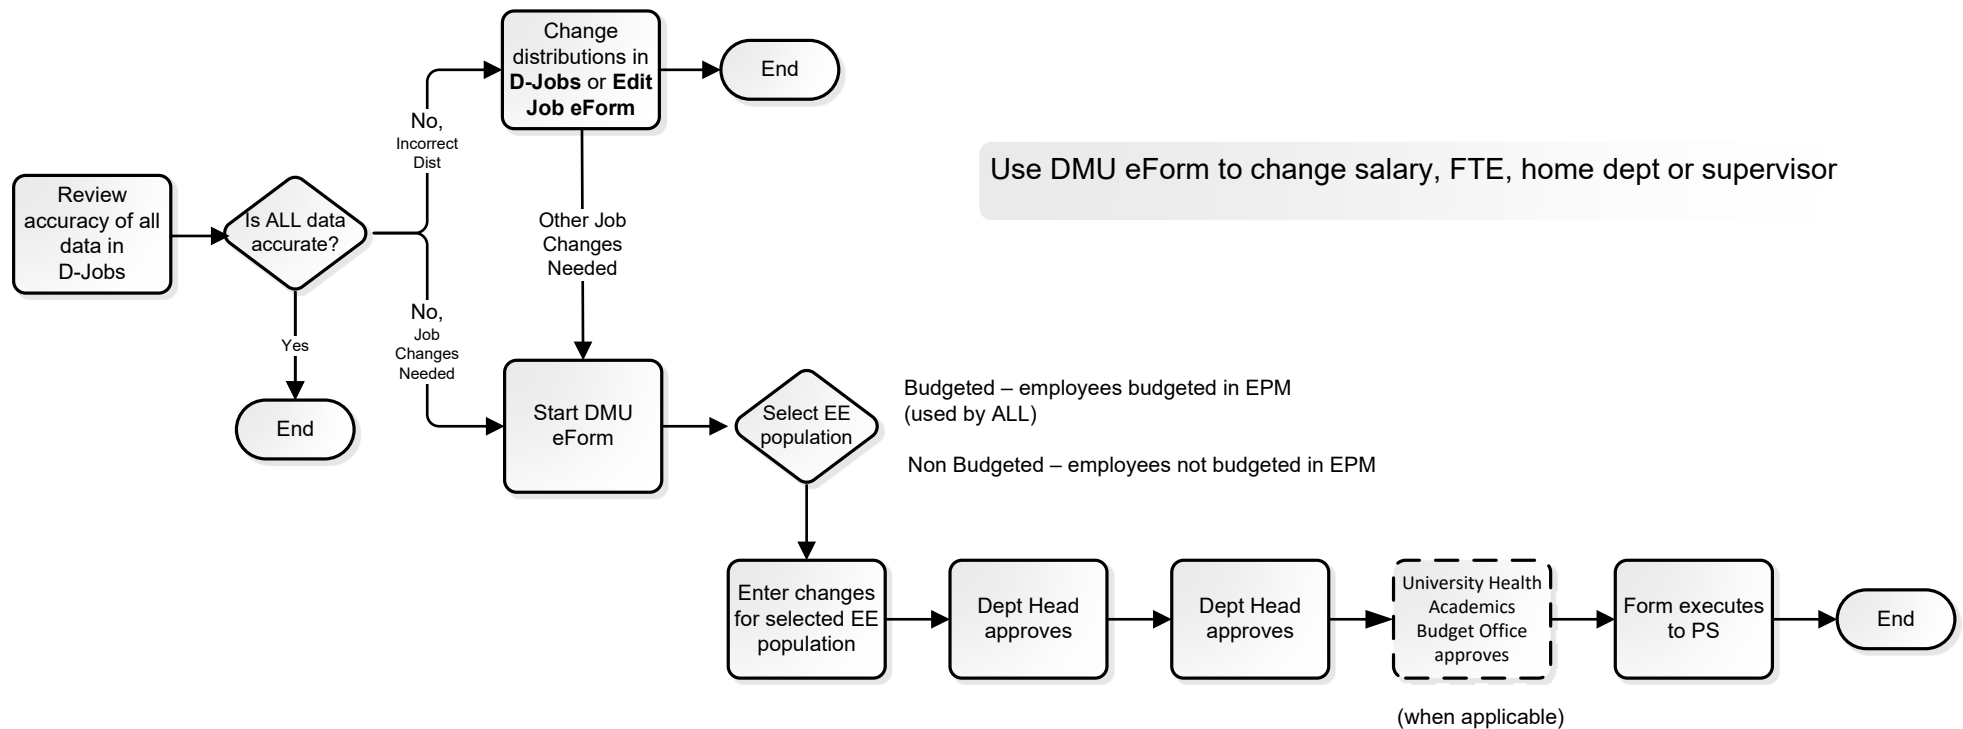 Change
distributions in
D-Jobs or Edit
Job eForm
End
No,
Incorrect
Dist
Use DMU eForm to change salary, FTE, home dept or supervisor
Review
accuracy of all
data in
D-Jobs
Is ALL data
accurate?
Other Job
Changes
Needed
No,
Job
Changes
Needed
Yes
End
Start DMU
eForm
Select EE
population
Budgeted – employees budgeted in EPM
(used by ALL)
Non Budgeted – employees not budgeted in EPM
Enter changes
for selected EE
population
Dept Head
approves
Dept Head
approves
University Health
Academics
Budget Office
approves
(when applicable)
Form executes
to PS
End